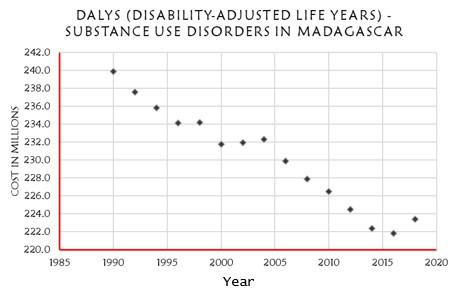 DALYS (DISABILITY-ADJUSTED LIFE YEARS) -
SUBSTANCE USE DISORDERS IN MADAGASCAR
COST IN MILLIONS
242.0
240.0
238.0
236.0
234.0
232.0
230.0
228.0
226.0
224.0
222.0
220.0
1985 1990 1995 2000 2005 2010 2015 2020
Year